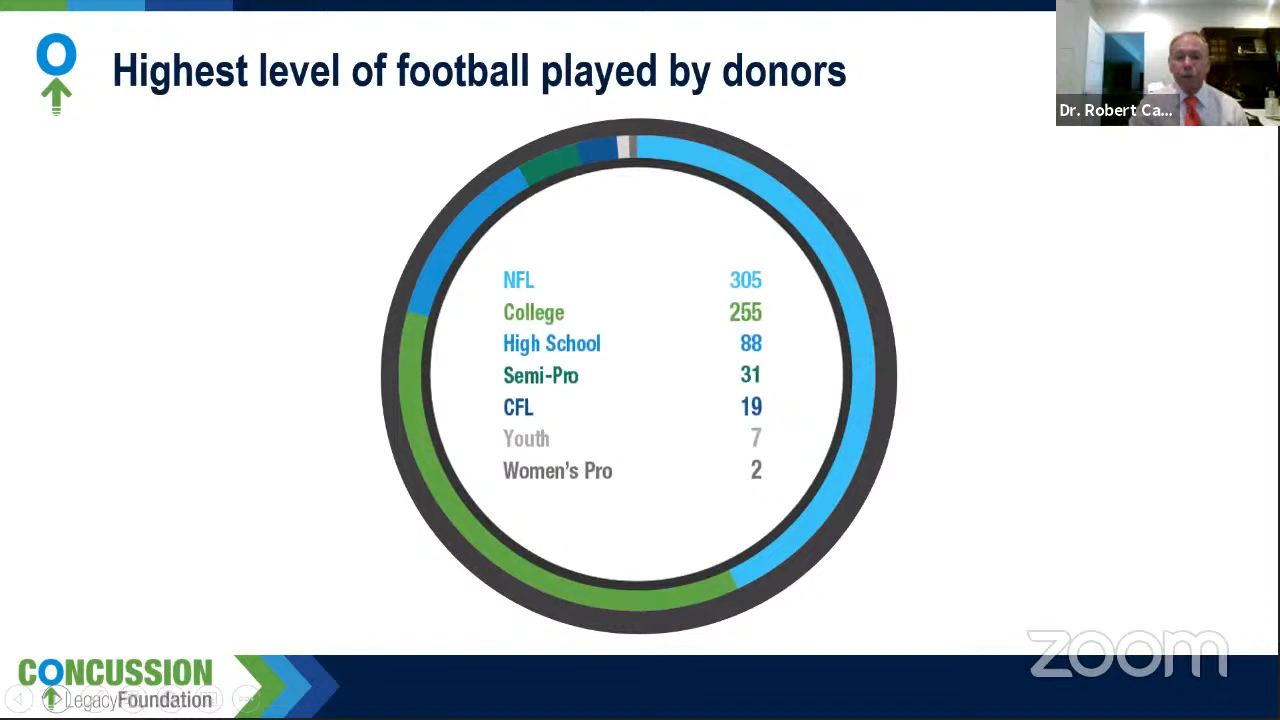 Highest level of football played by donors
Dr. Robert Ca...
NFL 305
College 255
High School 88
Semi-Pro 31
CFL 19
Youth 7
Women's Pro 2
zoom
CONCUSSION
LegacyFoundation